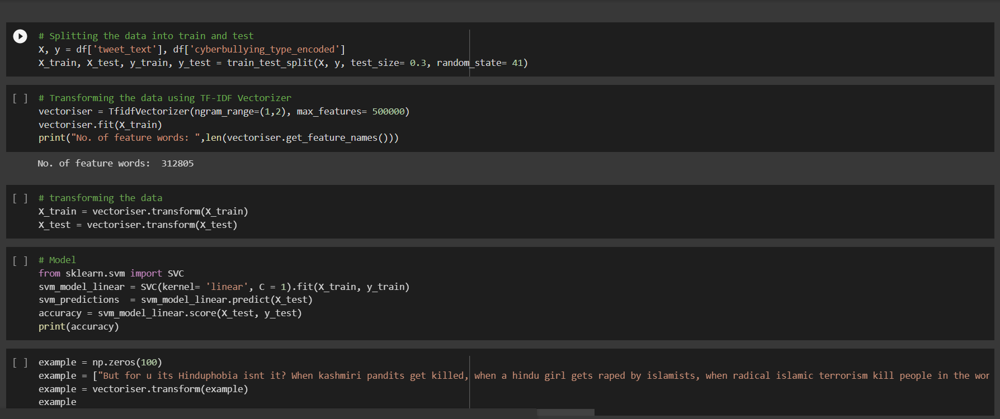 # Splitting the data into train and test
X, y = df['tweet_text'], df['cyberbullying_type_encoded']
X_train, X_test, y_train, y_test = train_test_split(X, y, test_size= 0.3, random_state= 41)
[ ] # Transforming the data using TF-IDF Vectorizer
vectoriser = TfidfVectorizer(ngram_range=(1,2), max_features= 500000)
vectoriser.fit(X_train)
print("No. of feature words: ",len(vectoriser.get_feature_names()))
No. of feature words:  312805
[ ] # transforming the data
X_train = vectoriser.transform(X_train)
X_test = vectoriser.transform(X_test)
[ ] # Model
from sklearn.svm import SVC
svm_model_linear = SVC(kernel= 'linear', C = 1).fit(X_train, y_train)
svm_predictions  = svm_model_linear.predict(X_test)
accuracy = svm_model_linear.score(X_test, y_test)
print(accuracy)
[ ] example = np.zeros(100)
example = ["But for u its Hinduphobia isnt it? When kashmiri pandits get killed, when a hindu girl gets raped by islamists, when radical islamic terrorism kill people in the wor
example = vectoriser.transform(example)
example